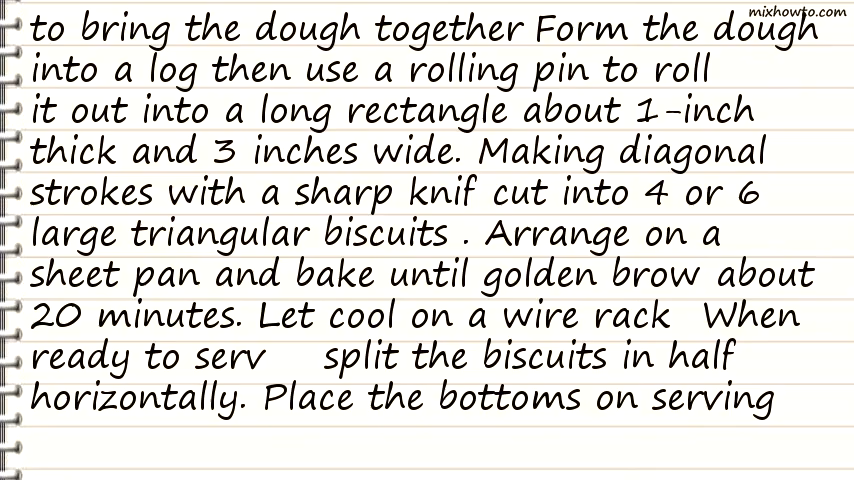 mixhowto.com
to bring the dough together Form the dough
into a log then use a rolling pin to roll
it out into a long rectangle about 1-inch
thick and 3 inches wide. Making diagonal
strokes with a sharp knif cut into 4 or 6
large triangular biscuits . Arrange on a
sheet pan and bake until golden brow about
20 minutes. Let cool on a wire rack When
ready to serv split the biscuits in half
horizontally. Place the bottoms on serving